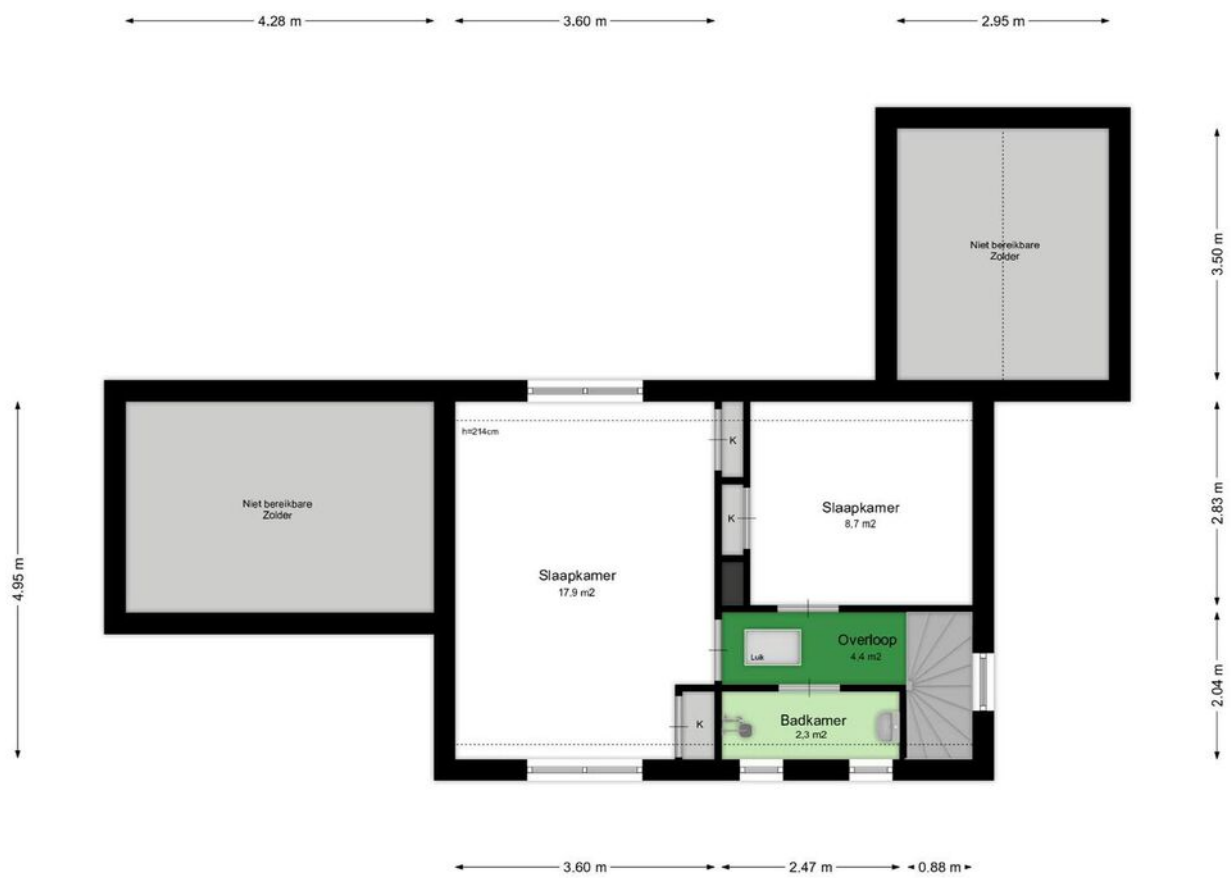 4.28 m
3.60 m
2.95 m
3.50 m
Niet bereikbare
Zolder
h=214cm
K
Slaapkamer
8,7 m2
K
Niet bereikbare
Zolder
2.83 m
4.95 m
Slaapkamer
17.9 m2
Overloop
4.4 m2
Luik
2.04 m
K
Badkamer
2,3 m2
3.60 m
2.47 m
0.88 m